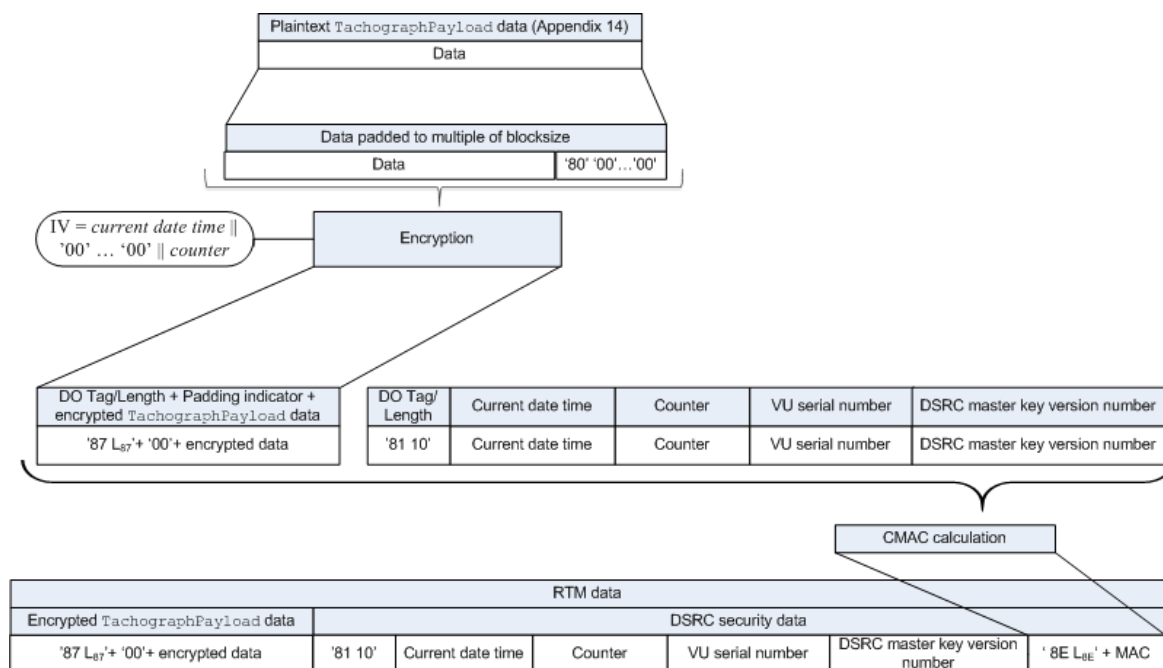 Plaintext TachographPayload data (Appendix 14)
Data
Data padded to multiple of blocksize
Data
'80' '00'…'00'
IV = current date time ||
'00' … '00' || counter
Encryption
DO Tag/Length + Padding indicator +
encrypted TachographPayload data
DO Tag/
Length
Current date time
Counter
VU serial number
DSRC master key version number
'87 L87'+ '00'+ encrypted data
'81 10'
Current date time
Counter
VU serial number
DSRC master key version number
CMAC calculation
RTM data
Encrypted TachographPayload data
DSRC security data
'87 L87'+ '00'+ encrypted data
'81 10'
Current date time
Counter
VU serial number
DSRC master key version
number
' 8E L8E' + MAC